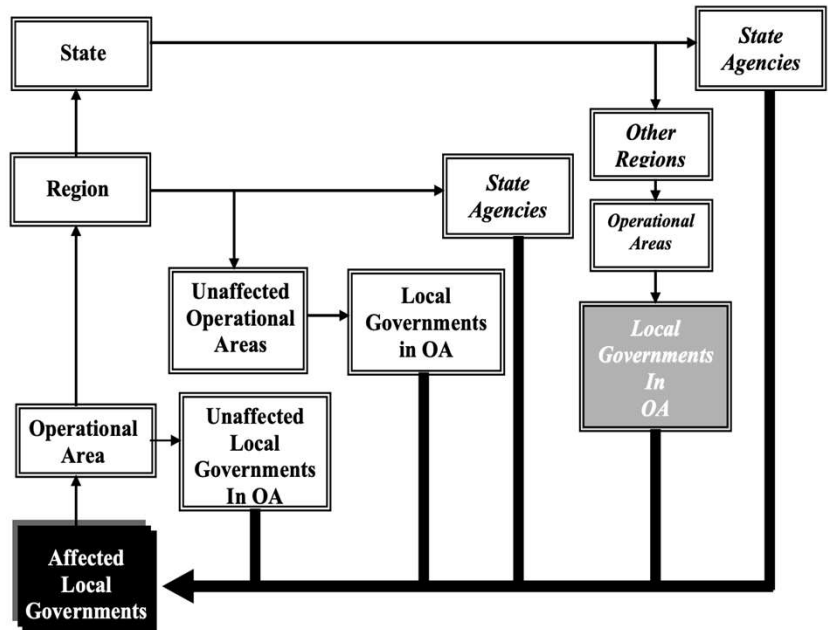 State
State
Agencies
Other
Regions
Region
State
Agencies
Operational
Areas
Unaffected
Operational
Areas
Local
Governments
in OA
Local
Governments
In
OA
Operational
Area
Unaffected
Local
Governments
In OA
Affected
Local
Governments